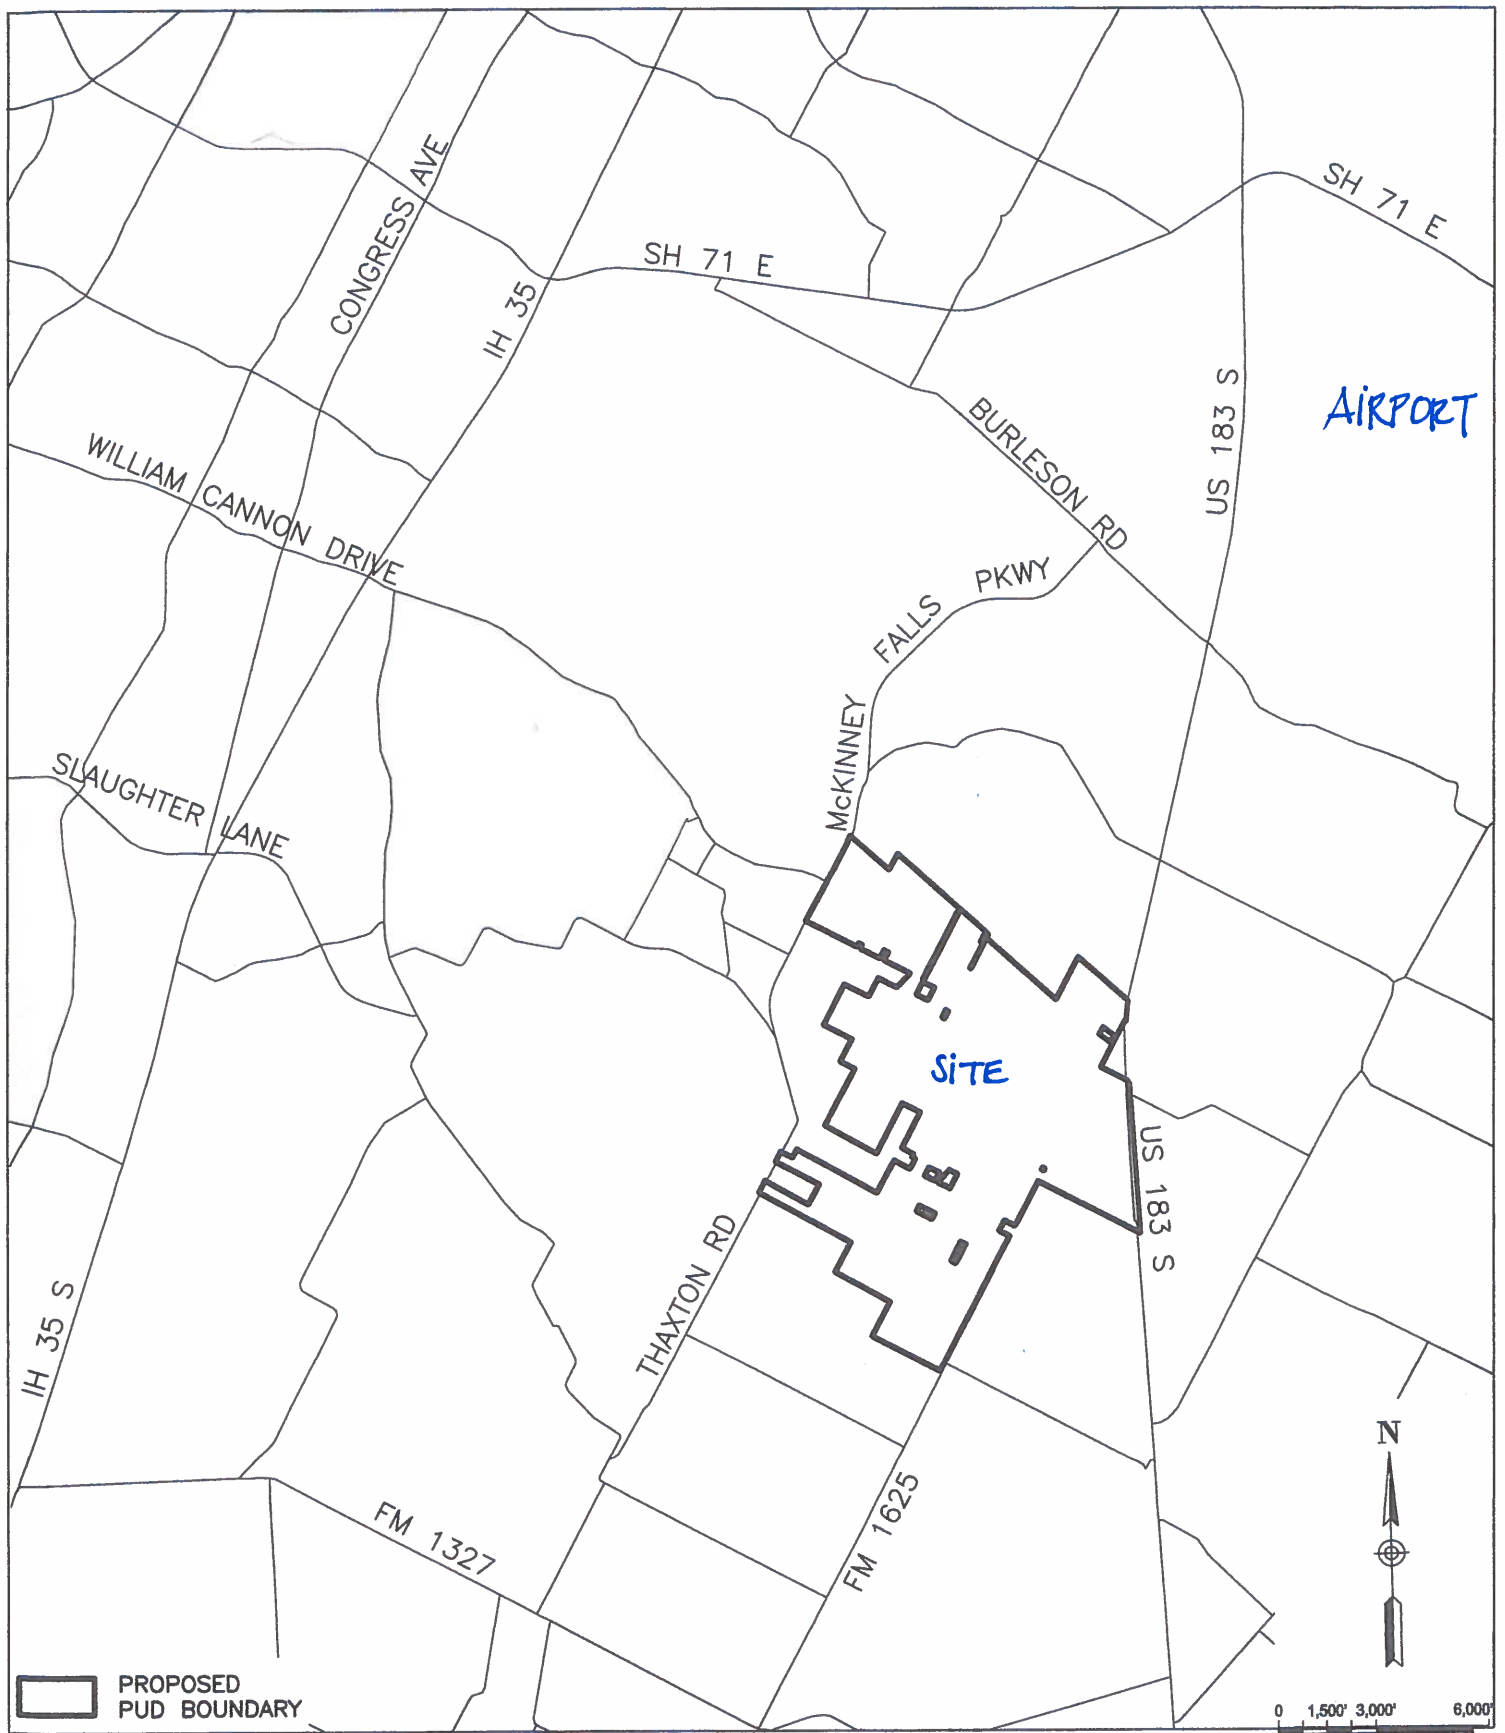 SH 71 E
CONGRESS AVE
SH 71 E
IH 35
US 183 S
AiRPORT
BURLESON RD
WILLIAM CANNON DRIVE
McKINNEY FALLS PKWY
SLAUGHTER LANE
SiTE
US 183 S
THAXTON RD
IH 35 S
N
FM 1625
FM 1327
PROPOSED
PUD BOUNDARY
0 1,500' 3,000' 6,000'